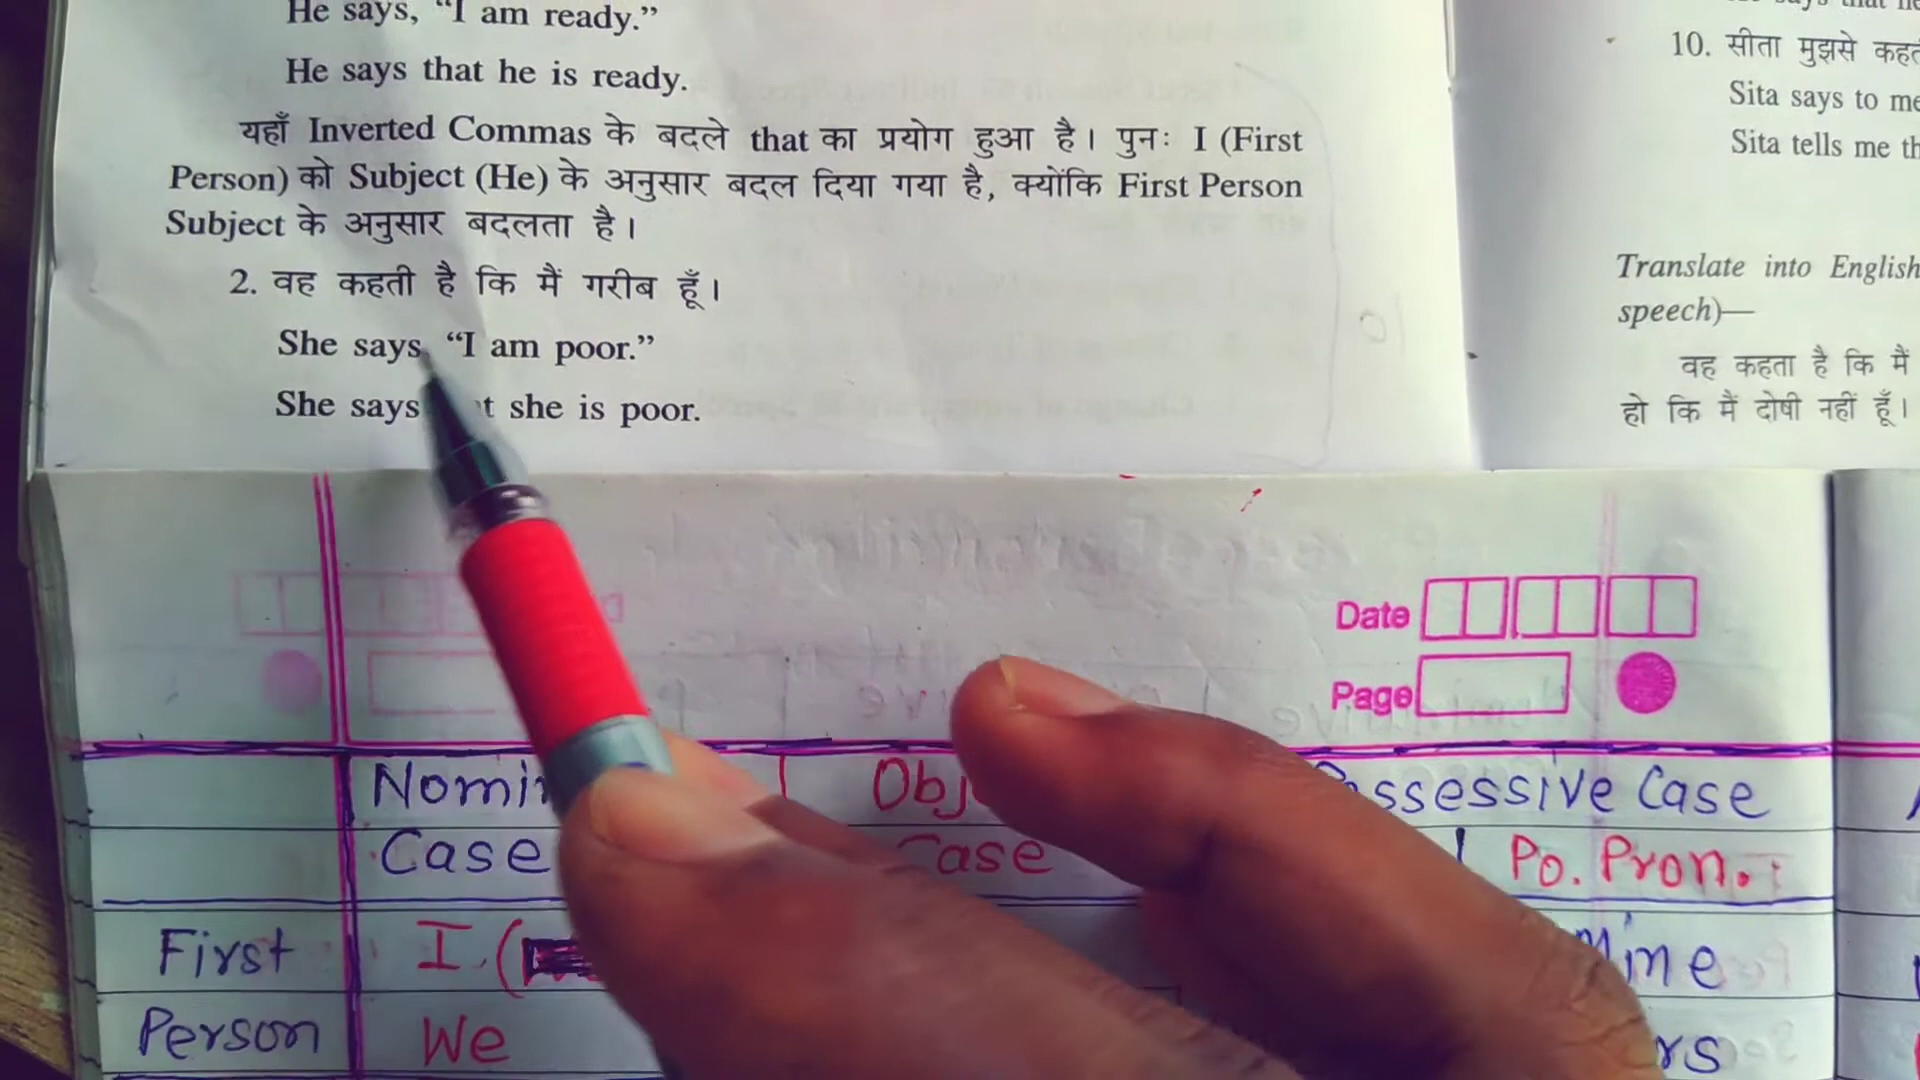 He says, “I am ready.”
He says that he is ready.
यहाँ Inverted Commas के बदले that का प्रयोग हुआ है। पुनः I (First
Person) को Subject (He) के अनुसार बदल दिया गया है, क्योंकि First Person
Subject के अनुसार बदलता है।
2. वह कहती है कि मैं गरीब हूँ।
She says, “I am poor.”
She says she is poor.
10. सीता मुझसे
Sita says to me
Sita tells me
Translate into English
speech)—
वह कहता है कि मैं
हो कि मैं दोषी नहीं हूँ।
Date
Page
Case Case Possessive Case
Po. Pron.
First I Mine
Person We